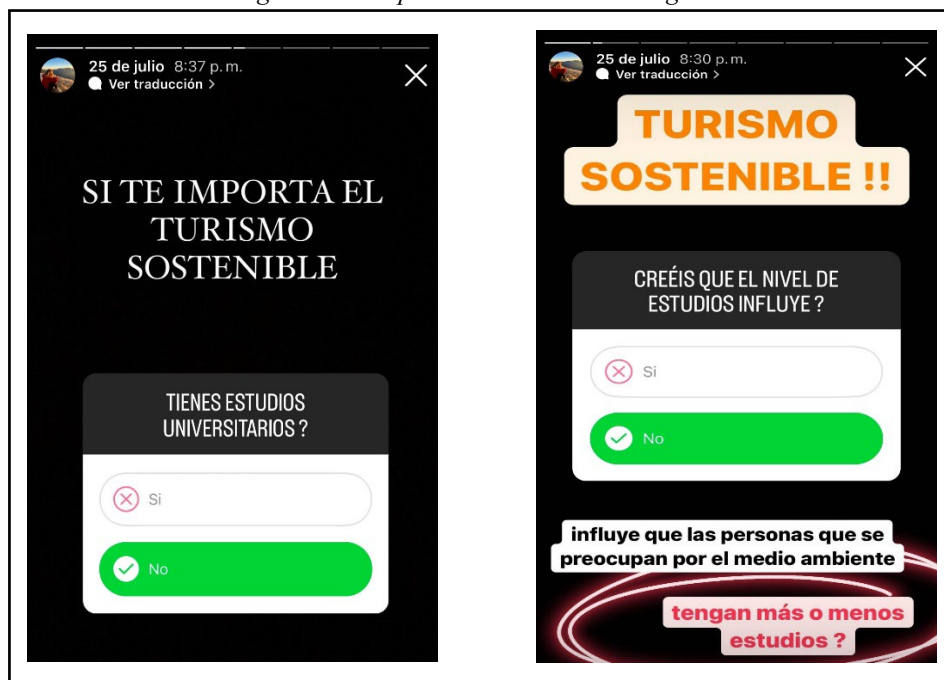 25 de julio 8:37 p. m.
Ver traducción >
SI TE IMPORTA EL
TURISMO
SOSTENIBLE
TIENES ESTUDIOS
UNIVERSITARIOS ?
Si
No
25 de julio 8:30 p. m.
Ver traducción >
TURISMO
SOSTENIBLE !!
CREÉIS QUE EL NIVEL DE
ESTUDIOS INFLUYE ?
Si
No
influye que las personas que se
preocupan por el medio ambiente
tengan más o menos
estudios ?